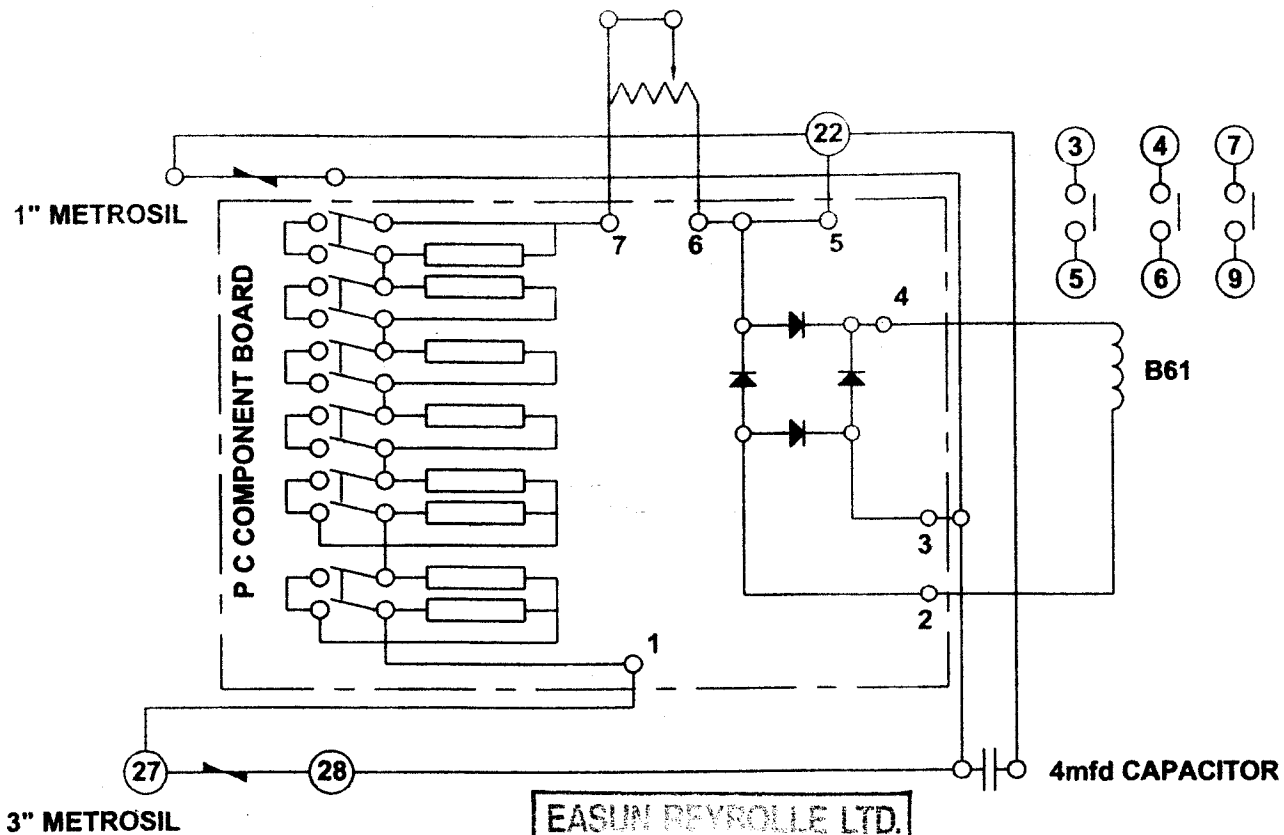 22
3 4 7
1" METROSIL
7 6 5
5 6 9
P C COMPONENT BOARD
4
B61
3
2
1
27 28
4mfd CAPACITOR
3" METROSIL
EASUN REYROLLE LTD.